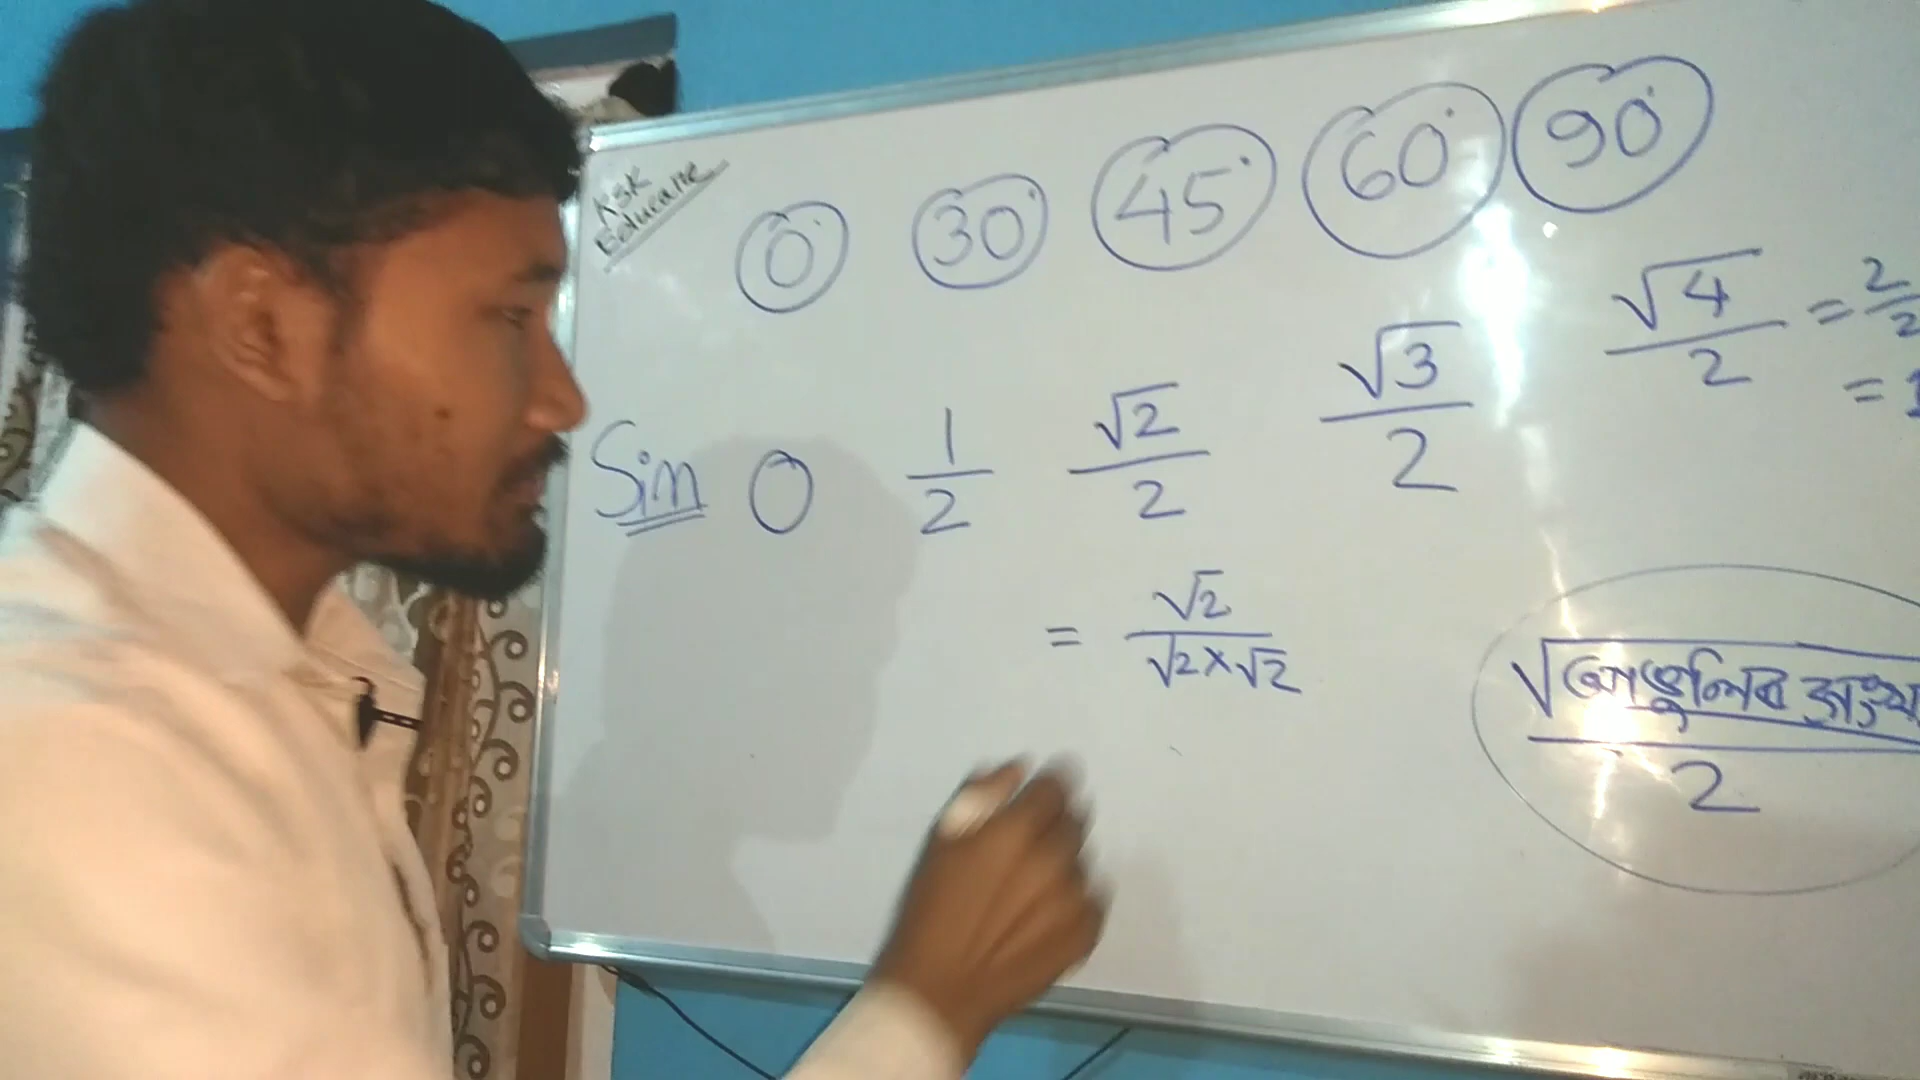 KSK
Educare
0° 30° 45° 60° 90°
Sin 0 1/2 √2/2 √3/2 √4/2 = 2/2
= 1
= √2/√2×√2
√আঙুলির সংখ্যা/2